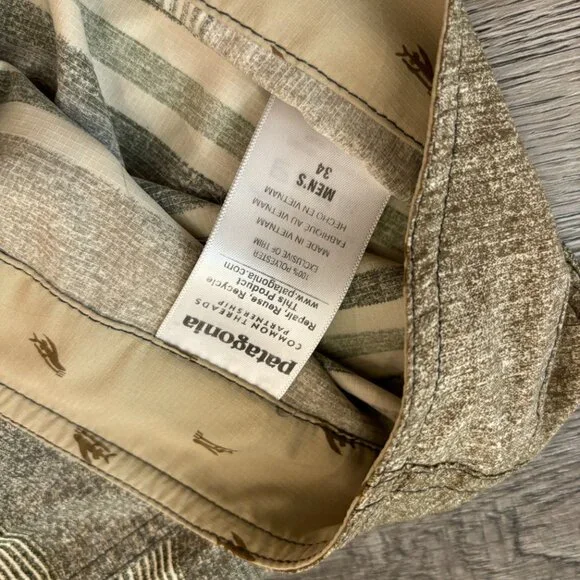 patagonia
COMMON THREADS
PARTNERSHIP
Repair, Reuse, Recycle
This Product
www.patagonia.com
100% POLYESTER
EXCLUSIVE OF TRIM
MADE IN VIETNAM
FABRIQUE AU VIETNAM
HECHO EN VIETNAM
MEN'S
34